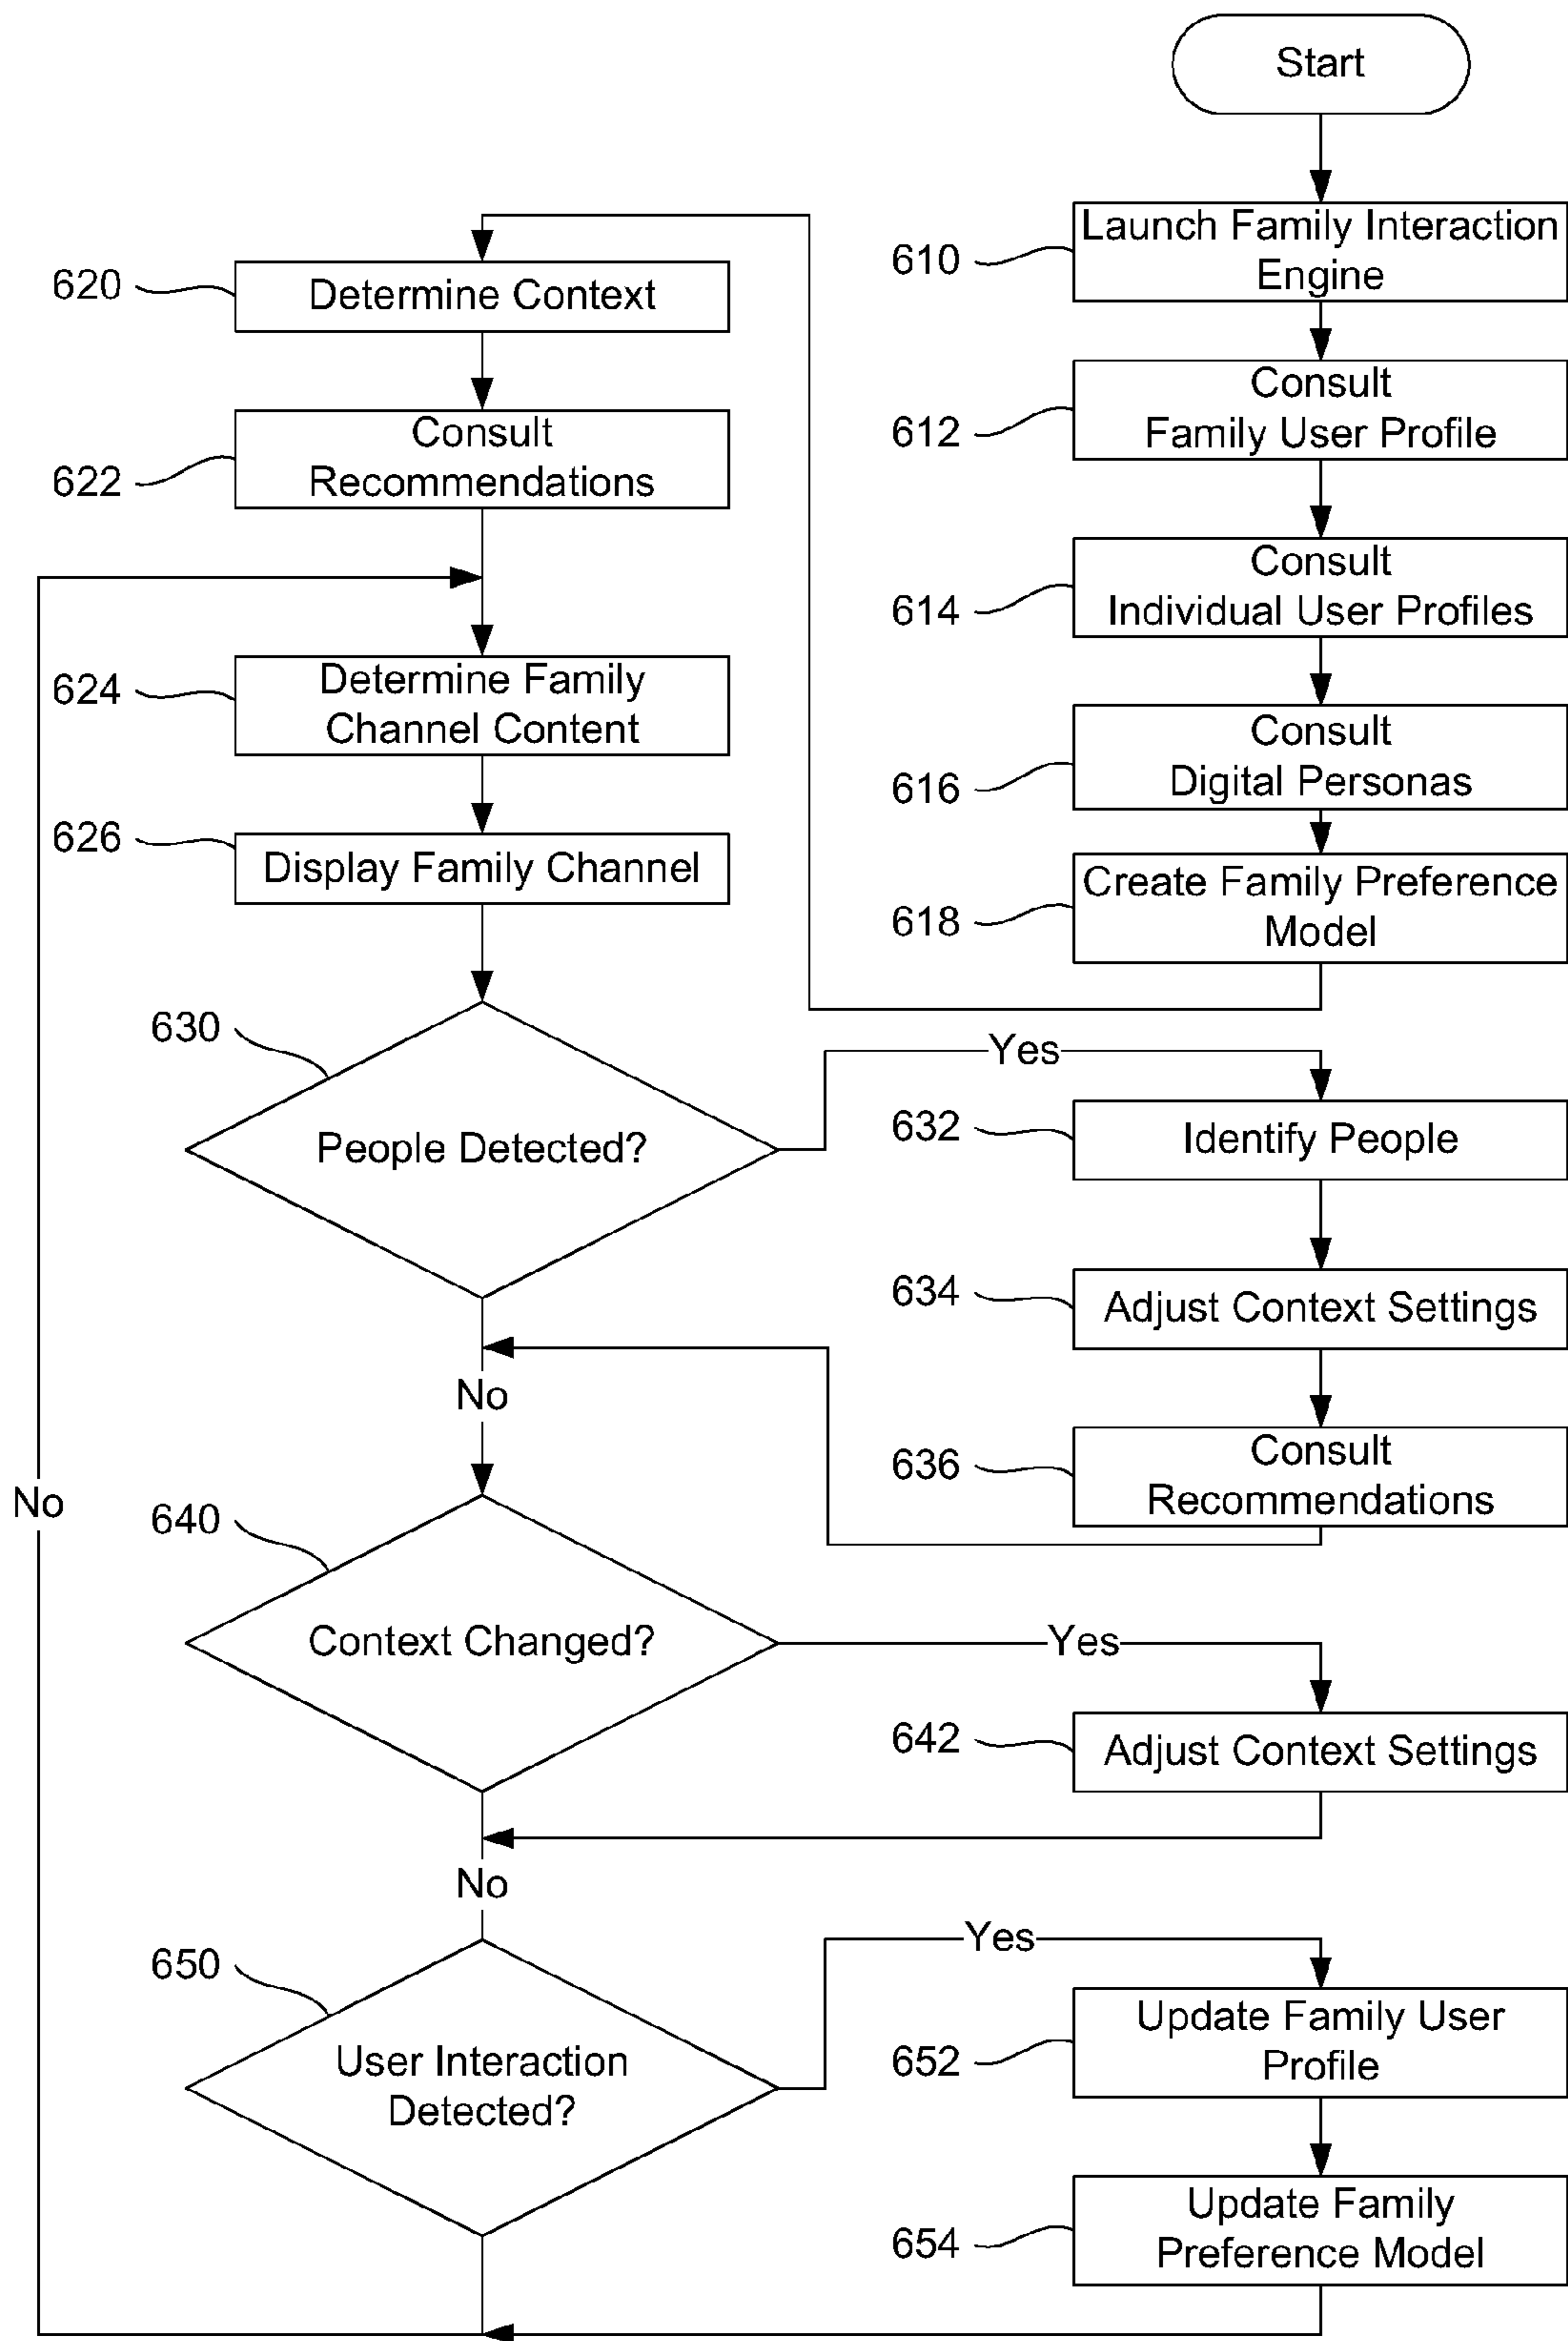 Start
610
Launch Family Interaction
Engine
612
Consult
Family User Profile
614
Consult
Individual User Profiles
616
Consult
Digital Personas
618
Create Family Preference
Model
620
Determine Context
622
Consult
Recommendations
624
Determine Family
Channel Content
626
Display Family Channel
630
People Detected?
Yes
632
Identify People
634
Adjust Context Settings
636
Consult
Recommendations
No
640
Context Changed?
Yes
642
Adjust Context Settings
No
650
User Interaction
Detected?
Yes
652
Update Family User
Profile
654
Update Family
Preference Model
No